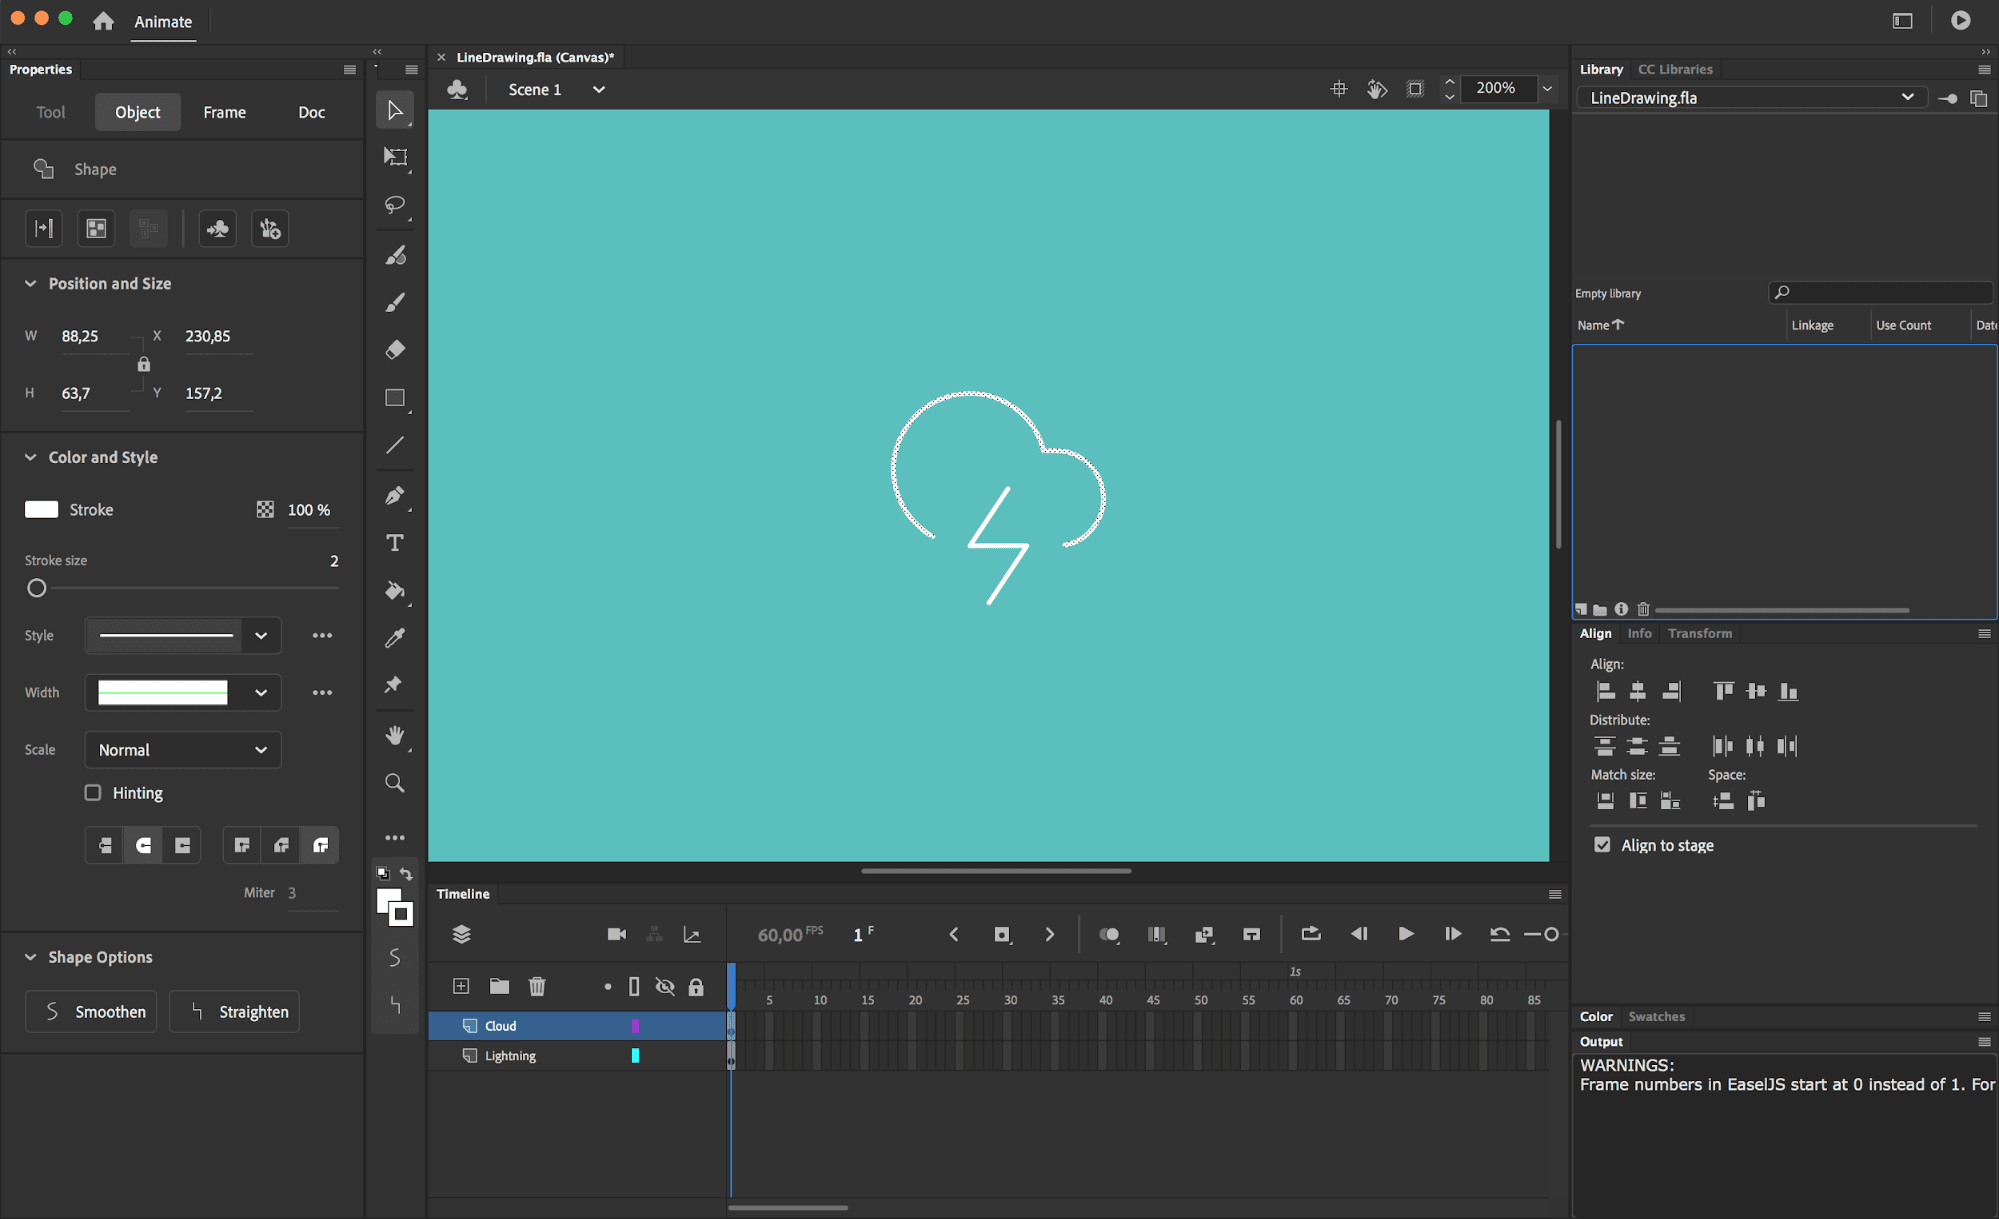 Animate
Properties
Tool
Object
Frame
Doc
Shape
Position and Size
W
88,25
X
230,85
H
63,7
Y
157,2
Color and Style
Stroke
100 %
Stroke size
2
Style
Width
Scale
Normal
Hinting
Miter
3
Shape Options
Smoothen
Straighten
T
LineDrawing.fla (Canvas)*
Scene 1
200%
Timeline
60,00 FPS
1 F
1s
5 10 15 20 25 30 35 40 45 50 55 60 65 70 75 80 85
Cloud
Lightning
Library
CC Libraries
LineDrawing.fla
Empty library
Name
Linkage
Use Count
Date
Align
Info
Transform
Align:
Distribute:
Match size:
Space:
Align to stage
Color
Swatches
Output
WARNINGS:
Frame numbers in EaselJS start at 0 instead of 1. For